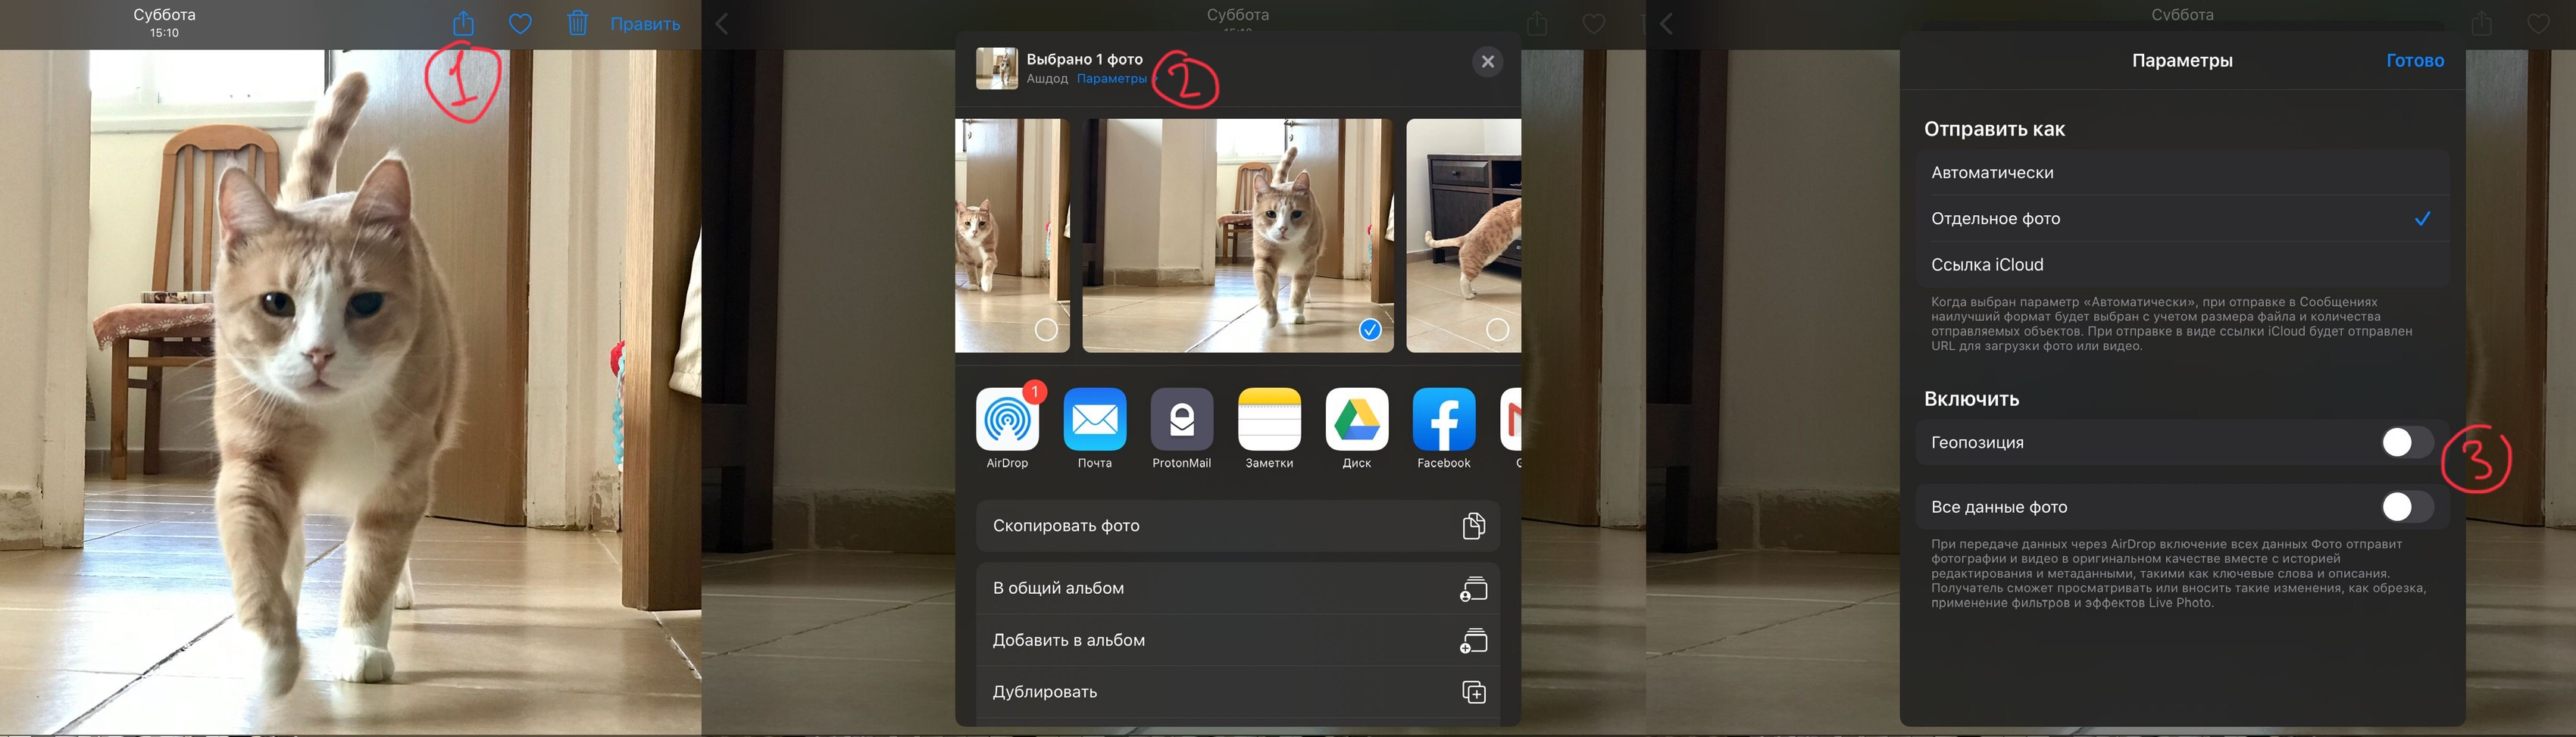 Суббота
15:10
Править
1
Суббота
Выбрано 1 фото
Ашдод Параметры
2
1
AirDrop
Почта
ProtonMail
Заметки
Диск
Facebook
Скопировать фото
В общий альбом
Добавить в альбом
Дублировать
Суббота
Параметры
Готово
Отправить как
Автоматически
Отдельное фото
Ссылка iCloud
Когда выбран параметр «Автоматически», при отправке в Сообщениях
наилучший формат будет выбран с учетом размера файла и количества
отправляемых объектов. При отправке в виде ссылки iCloud будет отправлен
URL для загрузки фото или видео.
Включить
Геопозиция
3
Все данные фото
При передаче данных через AirDrop включение всех данных Фото отправит
фотографии и видео в оригинальном качестве вместе с историей
редактирования и метаданными, такими как ключевые слова и описания.
Получатель сможет просматривать или вносить такие изменения, как обрезка,
применение фильтров и эффектов Live Photo.